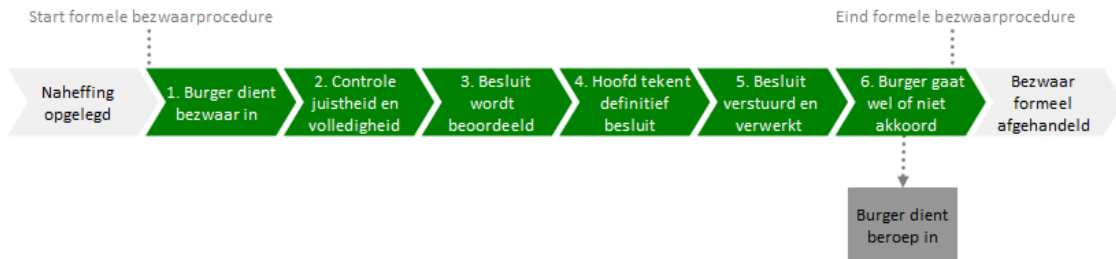 Start formele bezwaarprocedure
Eind formele bezwaarprocedure
Naheffing
opgelegd
1. Burger dient
bezwaar in
2. Controle
juistheid en
volledigheid
3. Besluit
wordt
beoordeeld
4. Hoofd tekent
definitief
besluit
5. Besluit
verstuurd en
verwerkt
6. Burger gaat
wel of niet
akkoord
Bezwaar
formeel
afgehandeld
Burger dient
beroep in